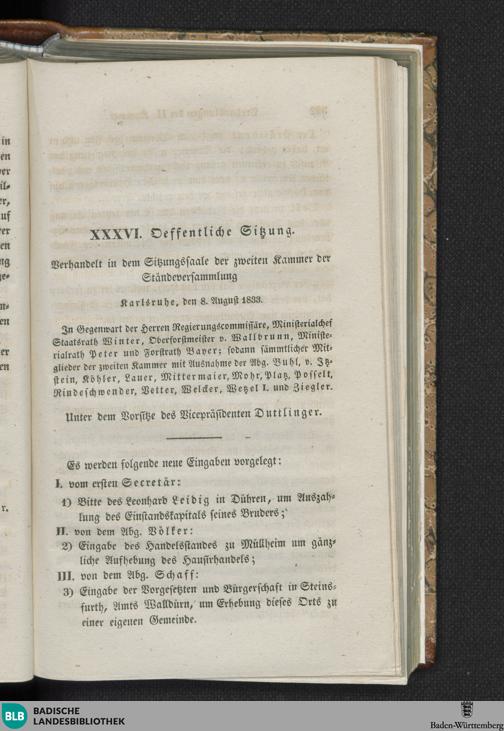 XXXVI. Oeffentliche Sitzung.
Verhandelt in dem Sitzungssaale der zweiten Kammer der
Ständeversammlung
Karlsruhe, den 8. August 1833.
In Gegenwart der Herren Regierungscommissäre, Ministerialchef
Staatsrath Winter, Oberforstmeister v. Wallbrunn, Ministe-
rialrath Peter und Forstrath Bayer; sodann sämmtlicher Mit-
glieder der zweiten Kammer mit Ausnahme der Abg. Buhl, v. Itz-
stein, Köhler, Lauer, Mittermaier, Mohr, Platz, Posselt,
Rindeschwender, Vetter, Welcker, Wetzel I. und Ziegler.
Unter dem Vorsitze des Vicepräsidenten Duttlinger.
Es werden folgende neue Eingaben vorgelegt:
I. vom ersten Secretär:
1) Bitte des Leonhard Leidig in Dühren, um Auszah-
lung des Einstandskapitals seines Bruders;
II. von dem Abg. Völker:
2) Eingabe des Handelsstandes zu Müllheim um gänz-
liche Aufhebung des Hausirhandels;
III. von dem Abg. Schaff:
3) Eingabe der Vorgesetzten und Bürgerschaft in Steins-
furth, Amts Walldürn, um Erhebung dieses Orts zu
einer eigenen Gemeinde.
BLB BADISCHE
LANDESBIBLIOTHEK
Baden-Württemberg